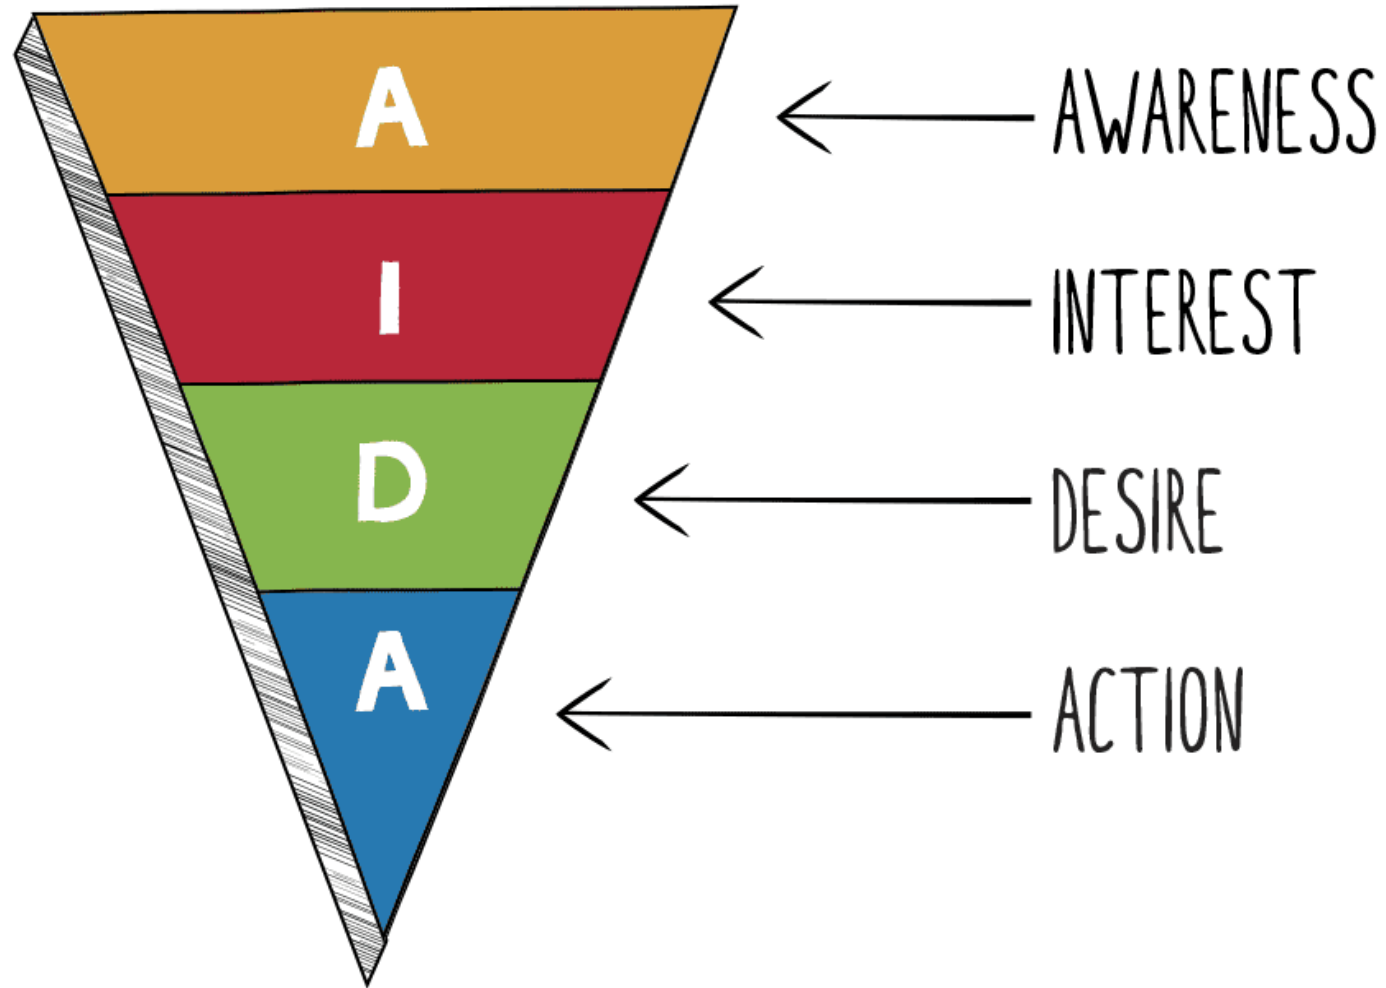 A
AWARENESS
I
INTEREST
D
DESIRE
A
ACTION